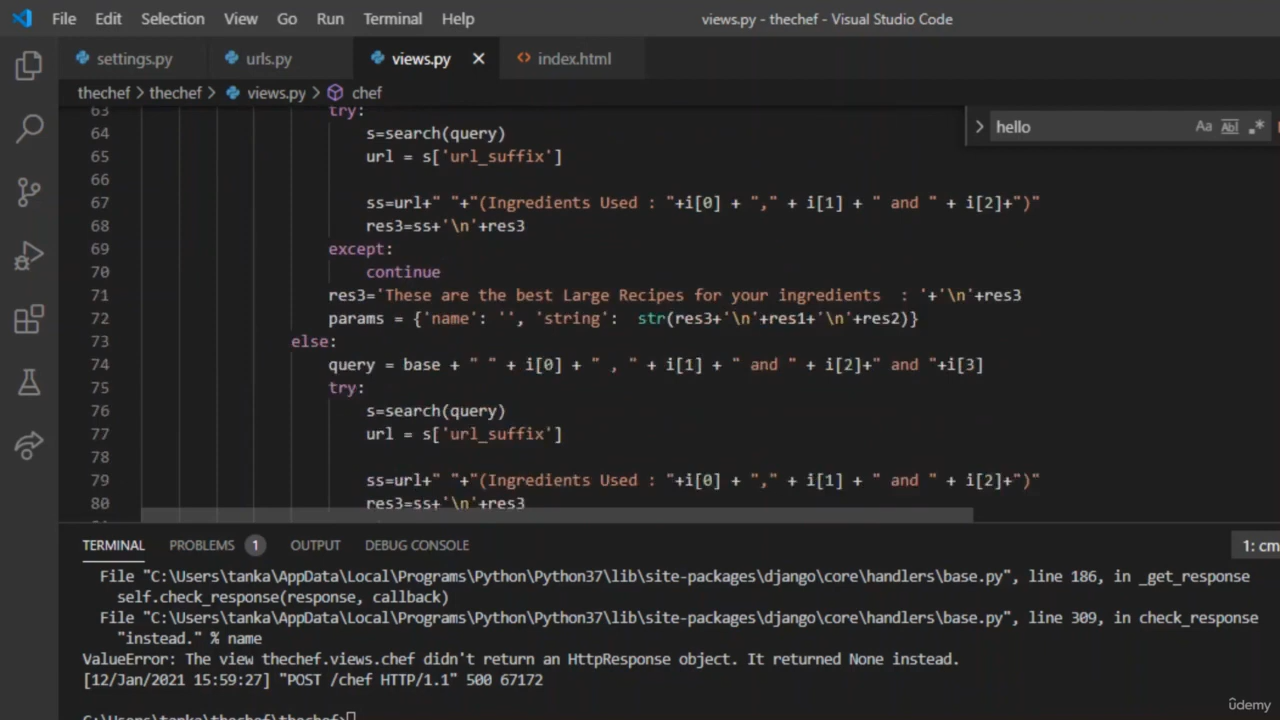 File Edit Selection View Go Run Terminal Help
views.py - thechef - Visual Studio Code
settings.py urls.py views.py index.html
thechef > thechef > views.py > chef
hello Aa Abl .*
63 try:
64 s=search(query)
65 url = s['url_suffix']
66
67 ss=url+" "+"(Ingredients Used : "+i[0] + "," + i[1] + " and " + i[2]+")"
68 res3=ss+'\n'+res3
69 except:
70 continue
71 res3='These are the best Large Recipes for your ingredients  : '+'\n'+res3
72 params = {'name': '', 'string':  str(res3+'\n'+res1+'\n'+res2)}
73 else:
74 query = base + " " + i[0] + " , " + i[1] + " and " + i[2]+" and "+i[3]
75 try:
76 s=search(query)
77 url = s['url_suffix']
78
79 ss=url+" "+"(Ingredients Used : "+i[0] + "," + i[1] + " and " + i[2]+")"
80 res3=ss+'\n'+res3
TERMINAL PROBLEMS 1 OUTPUT DEBUG CONSOLE 1: cm
File "C:\Users\tanka\AppData\Local\Programs\Python\Python37\lib\site-packages\django\core\handlers\base.py", line 186, in _get_response
self.check_response(response, callback)
File "C:\Users\tanka\AppData\Local\Programs\Python\Python37\lib\site-packages\django\core\handlers\base.py", line 309, in check_response
"instead." % name
ValueError: The view thechef.views.chef didn't return an HttpResponse object. It returned None instead.
[12/Jan/2021 15:59:27] "POST /chef HTTP/1.1" 500 67172
C:\Users\tanka\thechef\thechef>
ûdemy